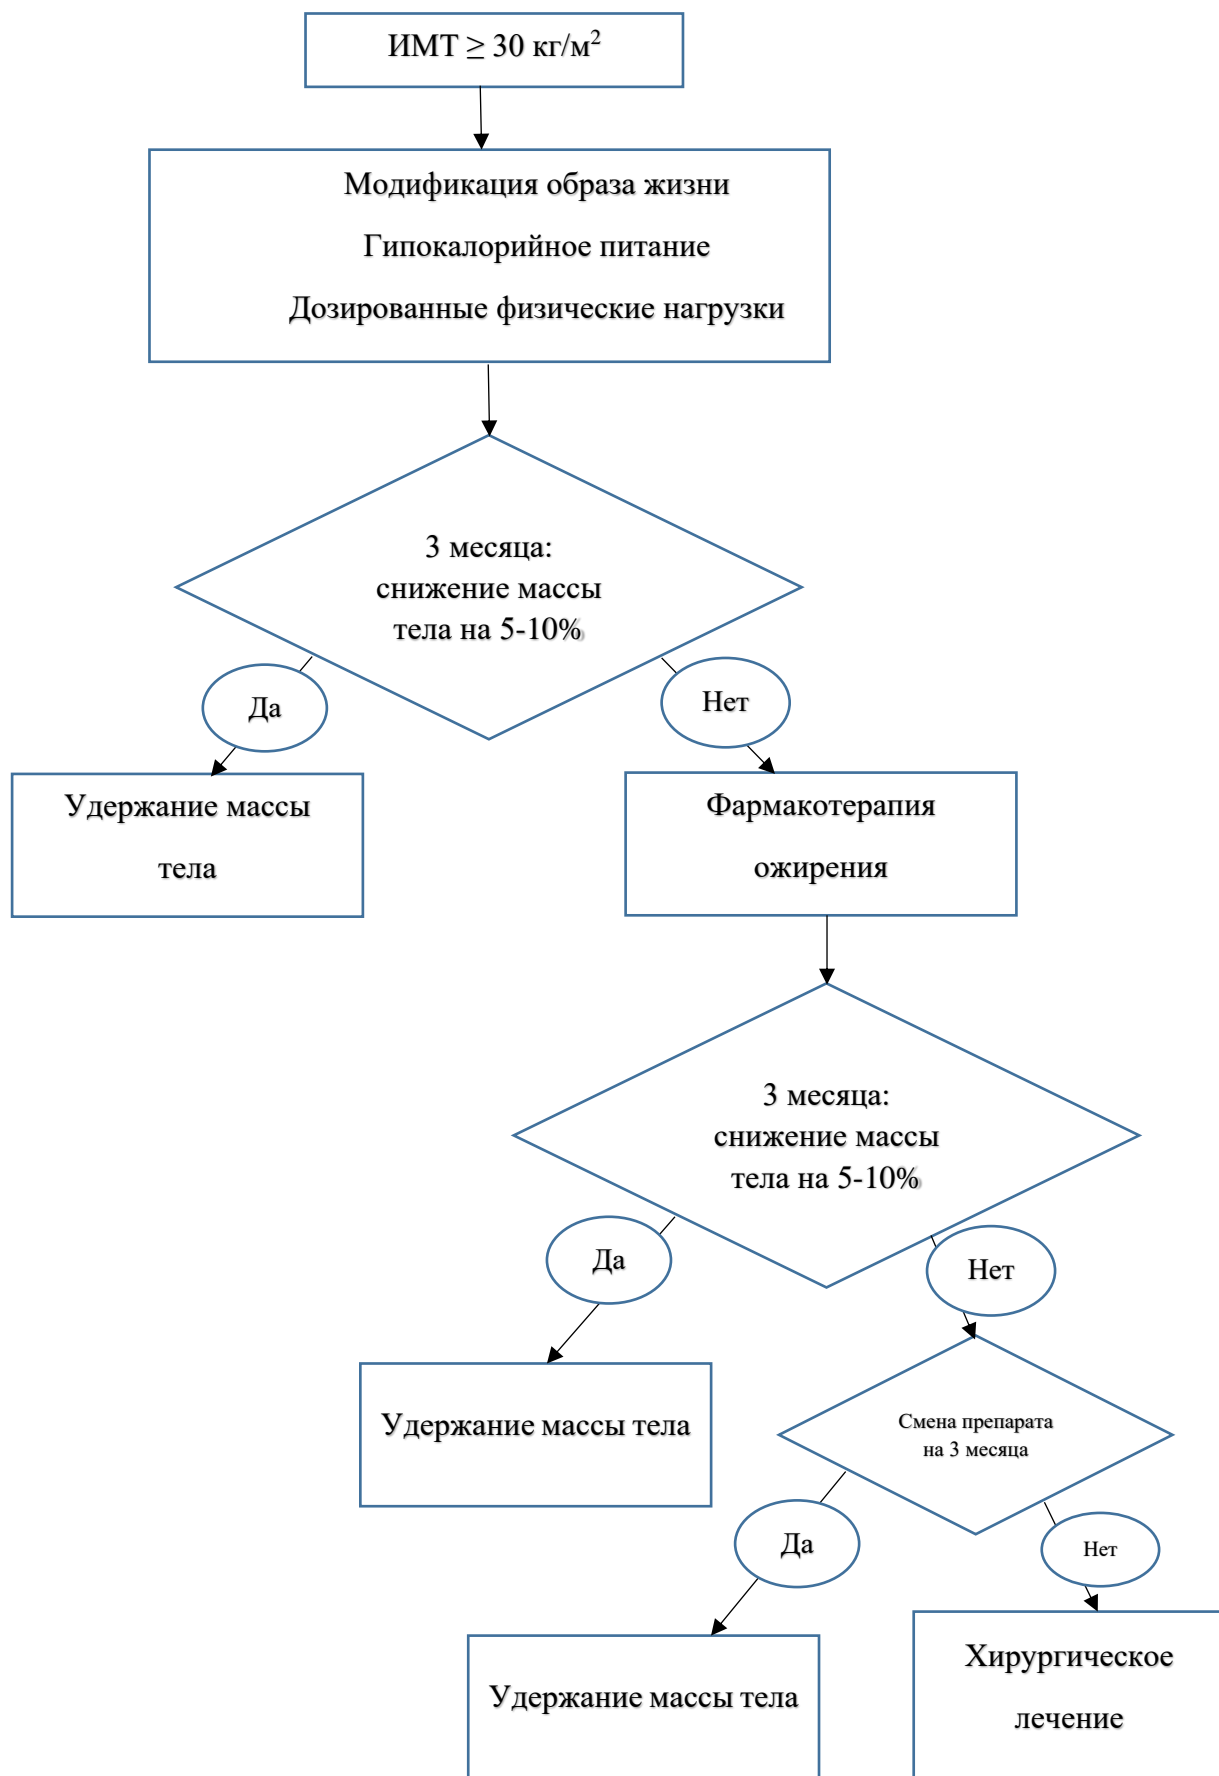 ИМТ ≥ 30 кг/м²
Модификация образа жизни
Гипокалорийное питание
Дозированные физические нагрузки
3 месяца:
снижение массы
тела на 5-10%
Да
Нет
Удержание массы
тела
Фармакотерапия
ожирения
3 месяца:
снижение массы
тела на 5-10%
Да
Нет
Удержание массы тела
Смена препарата
на 3 месяца
Да
Нет
Удержание массы тела
Хирургическое
лечение